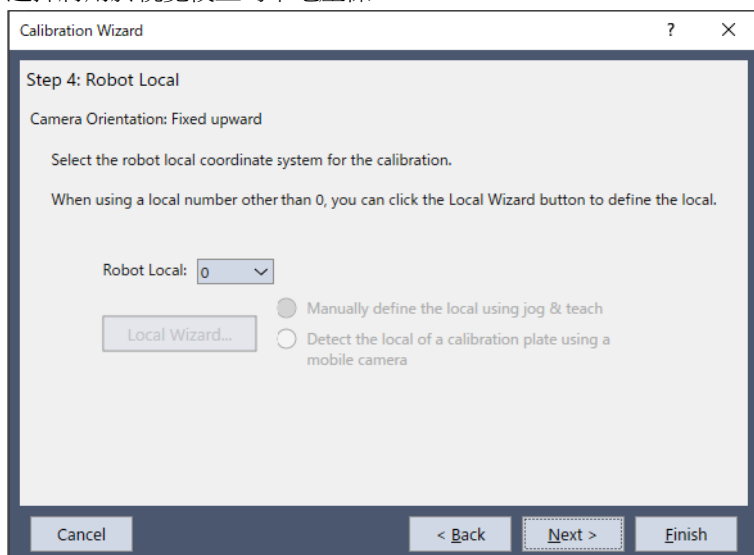 Calibration Wizard ? ×
Step 4: Robot Local
Camera Orientation: Fixed upward
Select the robot local coordinate system for the calibration.
When using a local number other than 0, you can click the Local Wizard button to define the local.
Robot Local: 0
Manually define the local using jog & teach
Local Wizard...
Detect the local of a calibration plate using a
mobile camera
Cancel < Back Next > Finish